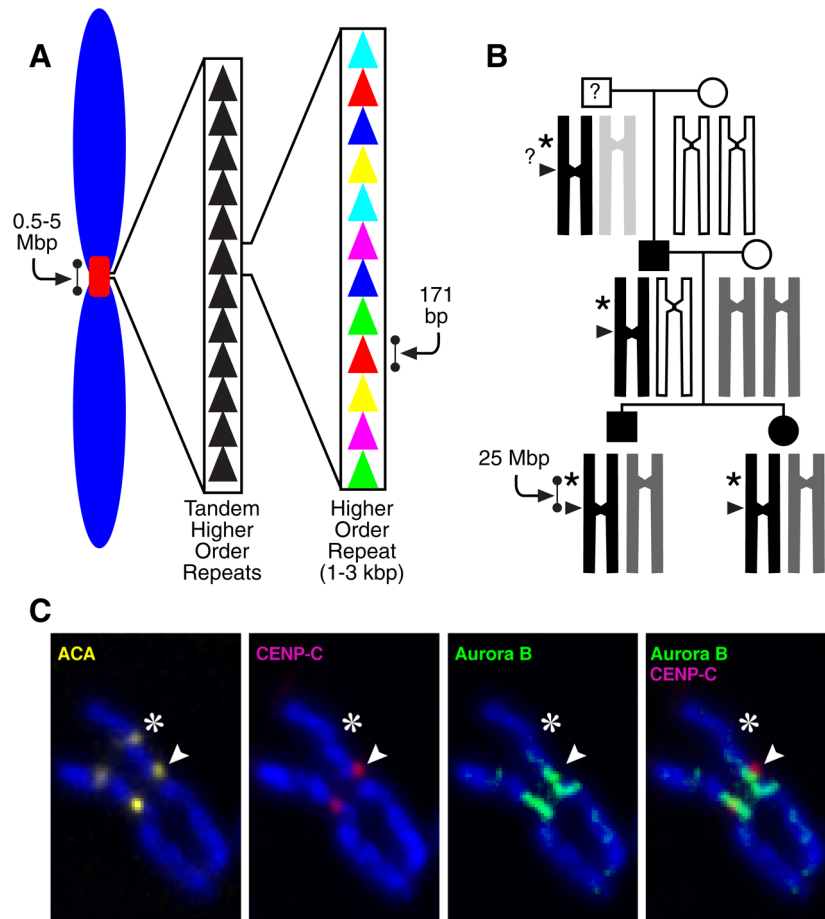 A
0.5-5
Mbp
171
bp
Tandem
Higher
Order
Repeats
Higher
Order
Repeat
(1-3 kbp)
B
?
*
?
*
25 Mbp
*
*
C
ACA
*
CENP-C
*
Aurora B
*
Aurora B
CENP-C
*